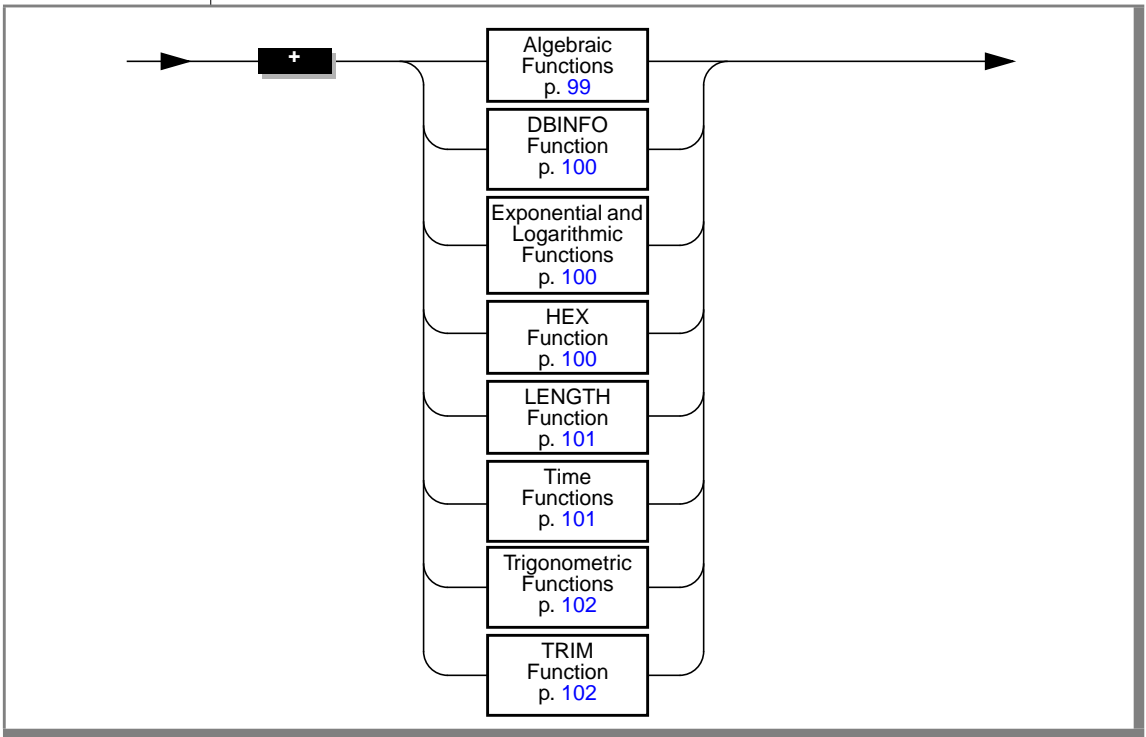 +
Algebraic
Functions
p. 99
DBINFO
Function
p. 100
Exponential and
Logarithmic
Functions
p. 100
HEX
Function
p. 100
LENGTH
Function
p. 101
Time
Functions
p. 101
Trigonometric
Functions
p. 102
TRIM
Function
p. 102